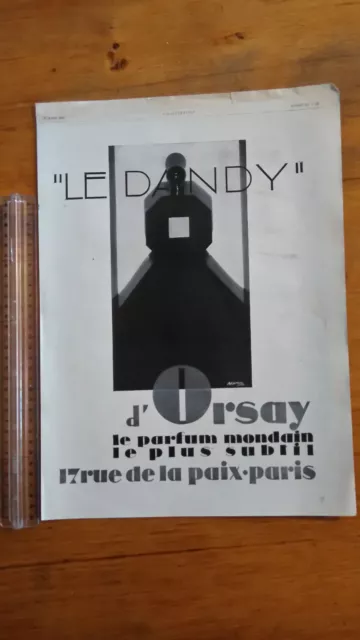 "LE DANDY"
d'Orsay
le parfum mondain
le plus subtil
17 rue de la paix·paris